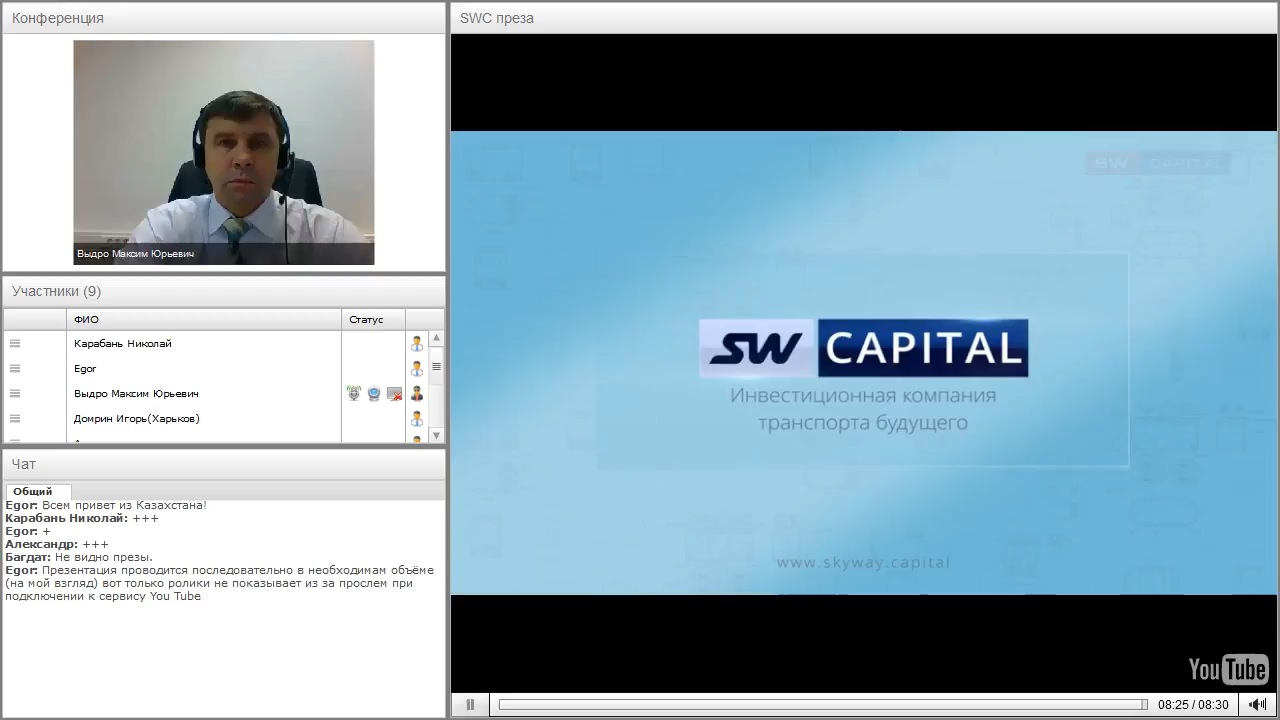 Конференция
Выдро Максим Юрьевич
Участники (9)
ФИО
Статус
Карабань Николай
Egor
Выдро Максим Юрьевич
Домрин Игорь(Харьков)
Чат
Общий
Egor: Всем привет из Казахстана!
Карабань Николай: +++
Egor: +
Александр: +++
Багдат: Не видно презы.
Egor: Презентация проводится последовательно в необходимам объёме
(на мой взгляд) вот только ролики не показывает из за прослем при
подключении к сервису You Tube
SWC преза
SW CAPITAL
SW CAPITAL
Инвестиционная компания
транспорта будущего
www.skyway.capital
YouTube
08:25 / 08:30